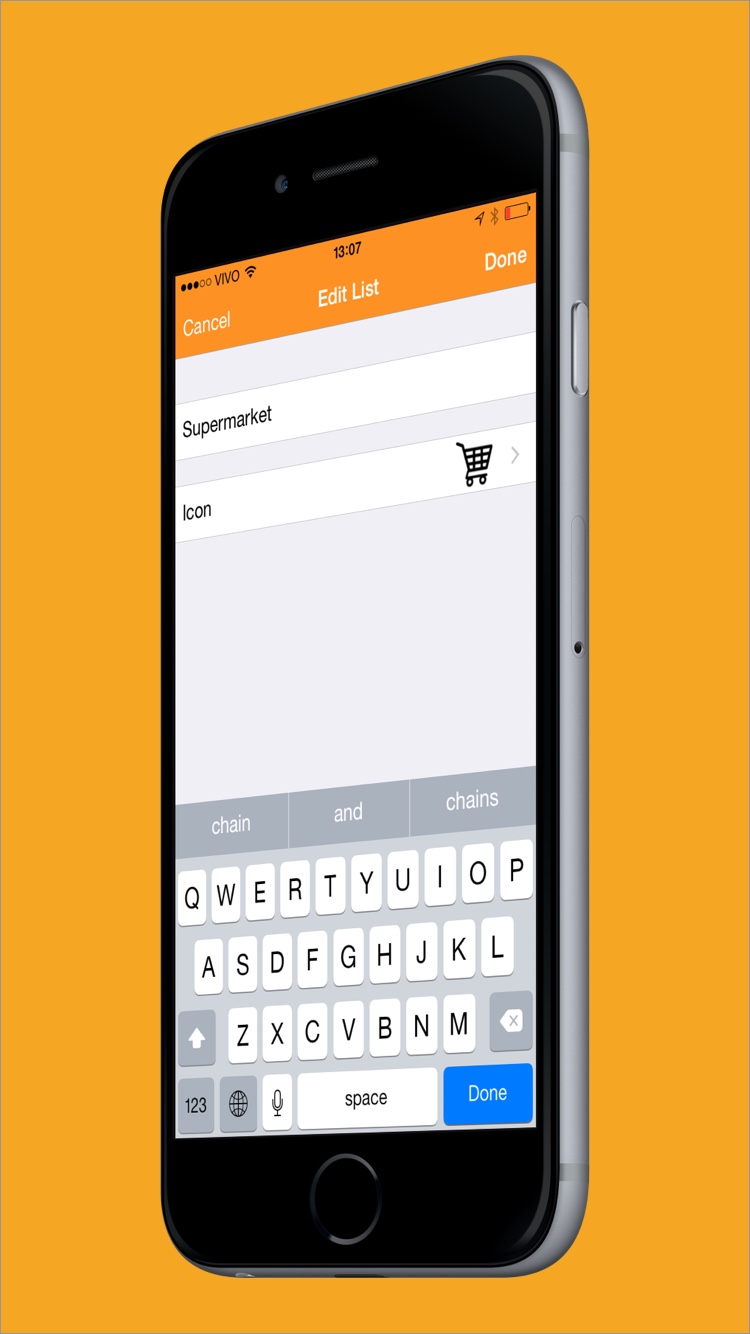 VIVO 13:07
Cancel Edit List Done
Supermarket
Icon
chain and chains
Q W E R T Y U I O P
A S D F G H J K L
Z X C V B N M
123 space Done